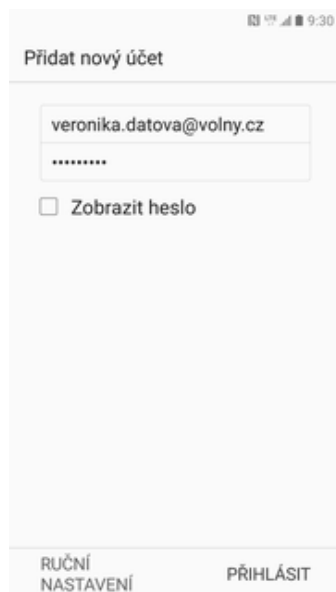 9:30
Přidat nový účet
veronika.datova@volny.cz
•••••••••
Zobrazit heslo
RUČNÍ
NASTAVENÍ
PŘIHLÁSIT